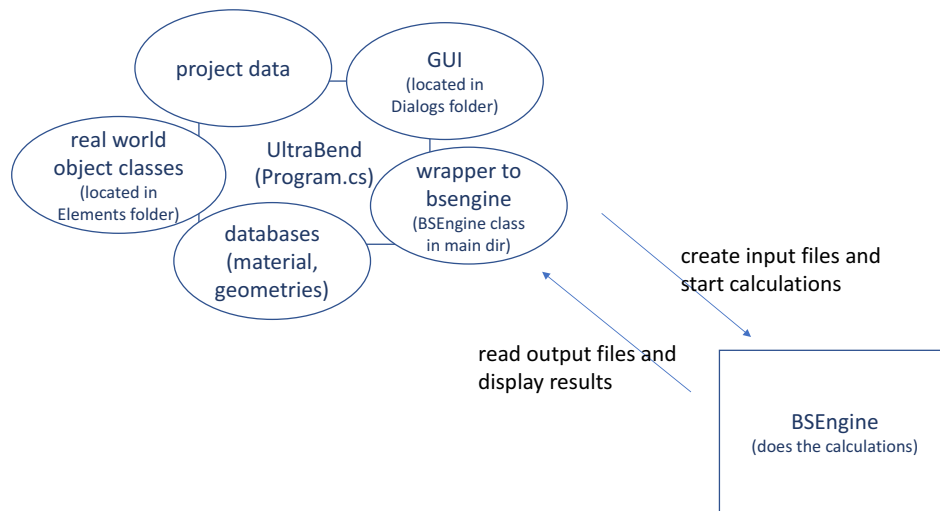 project data
GUI
(located in
Dialogs folder)
real world
object classes
(located in
Elements folder)
UltraBend
(Program.cs)
wrapper to
bsengine
(BSEngine class
in main dir)
databases
(material,
geometries)
create input files and
start calculations
read output files and
display results
BSEngine
(does the calculations)